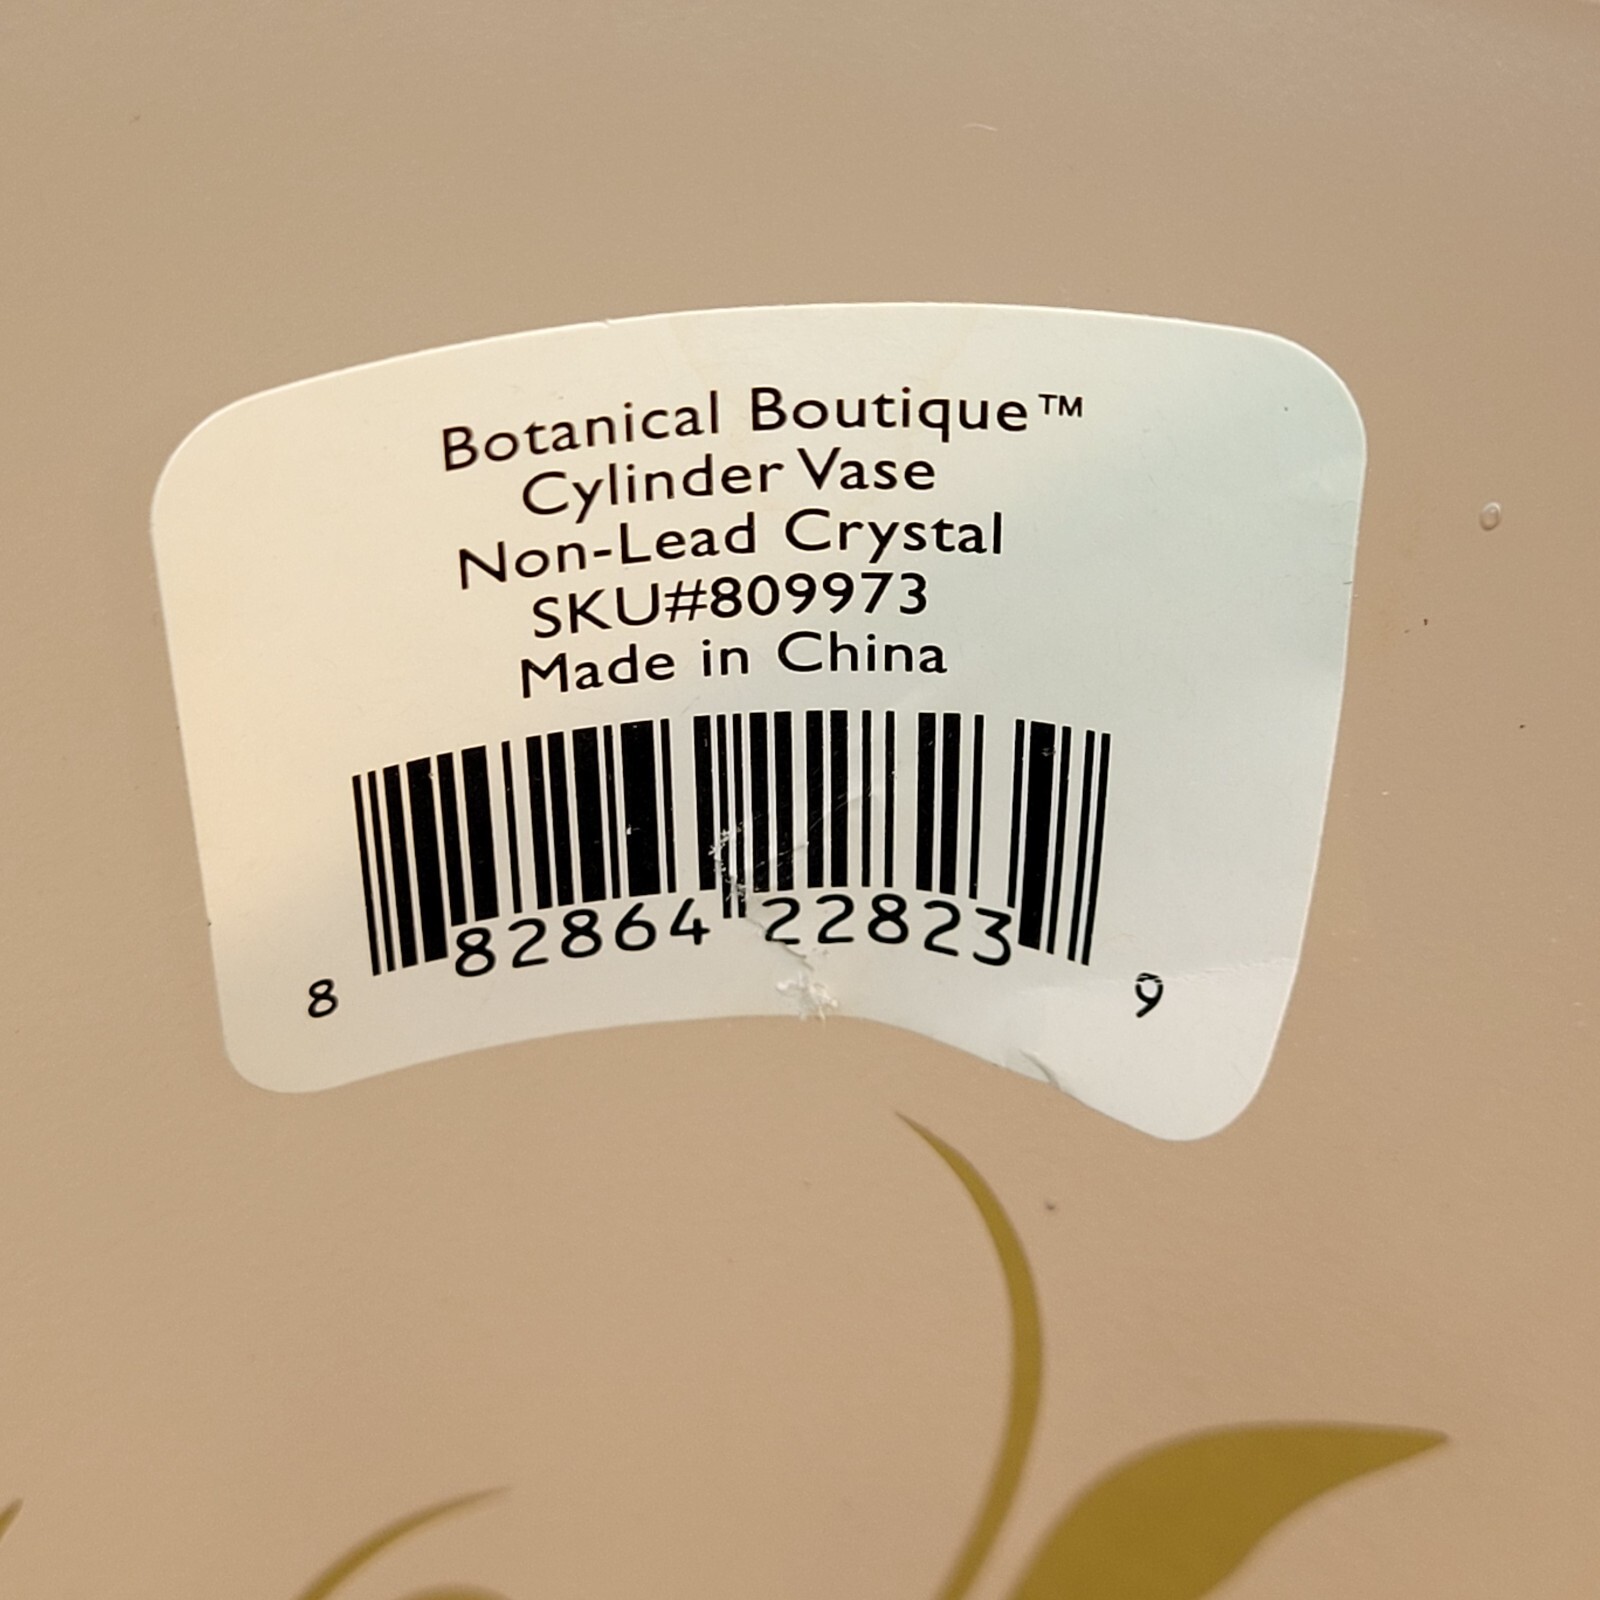 Botanical Boutique™
Cylinder Vase
Non-Lead Crystal
SKU#809973
Made in China
8 82864 22823 9